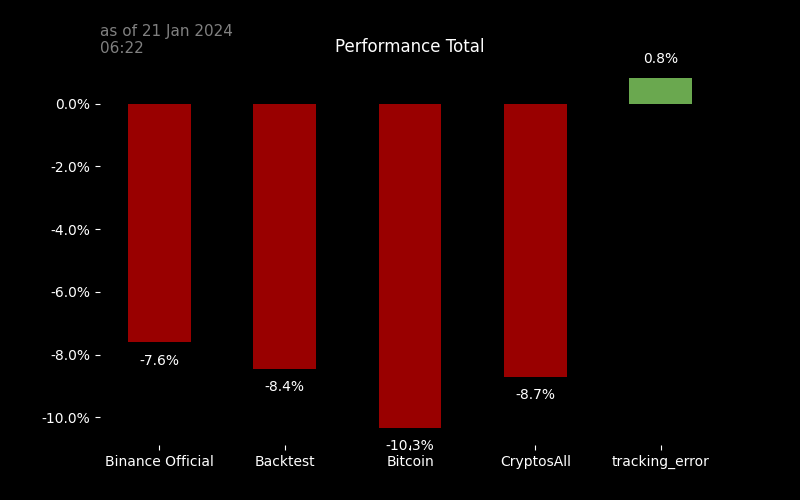 as of 21 Jan 2024
06:22
Performance Total
0.8%
0.0%
-2.0%
-4.0%
-6.0%
-8.0%
-10.0%
-7.6%
-8.4%
-10.3%
-8.7%
Binance Official
Backtest
Bitcoin
CryptosAll
tracking_error